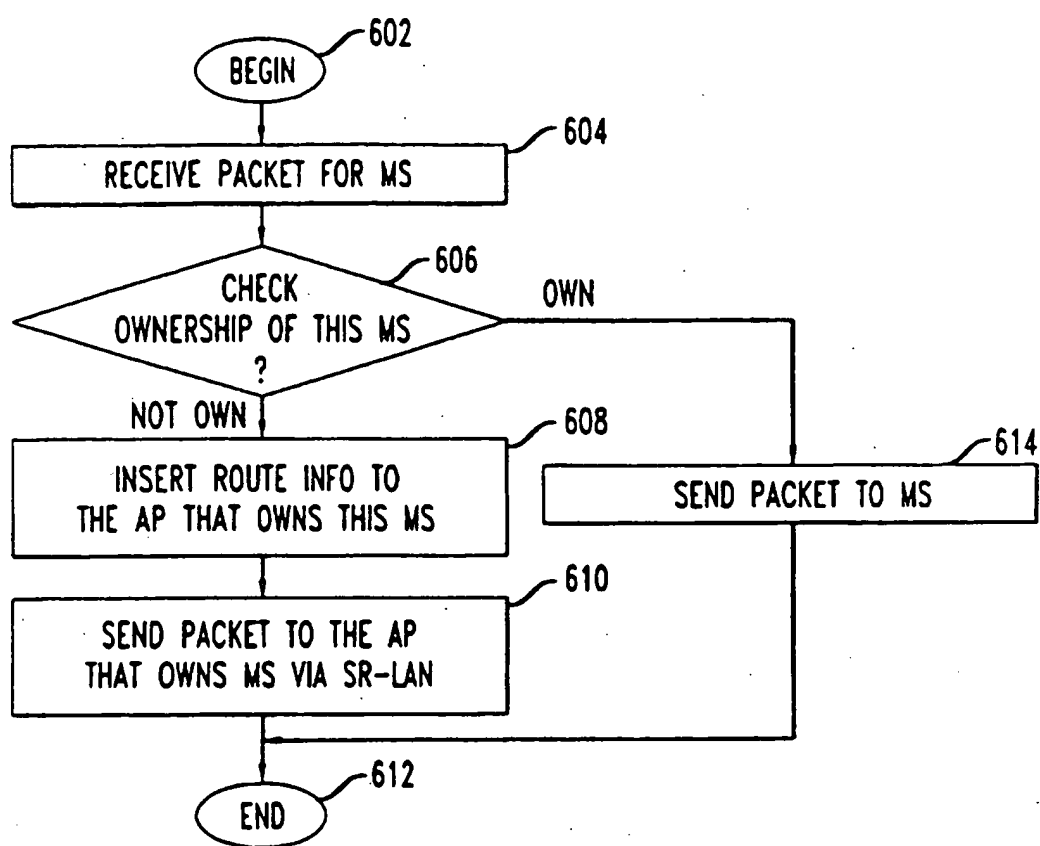 602
BEGIN
604
RECEIVE PACKET FOR MS
606
CHECK
OWNERSHIP OF THIS MS
?
OWN
NOT OWN
608
INSERT ROUTE INFO TO
THE AP THAT OWNS THIS MS
614
SEND PACKET TO MS
610
SEND PACKET TO THE AP
THAT OWNS MS VIA SR-LAN
612
END